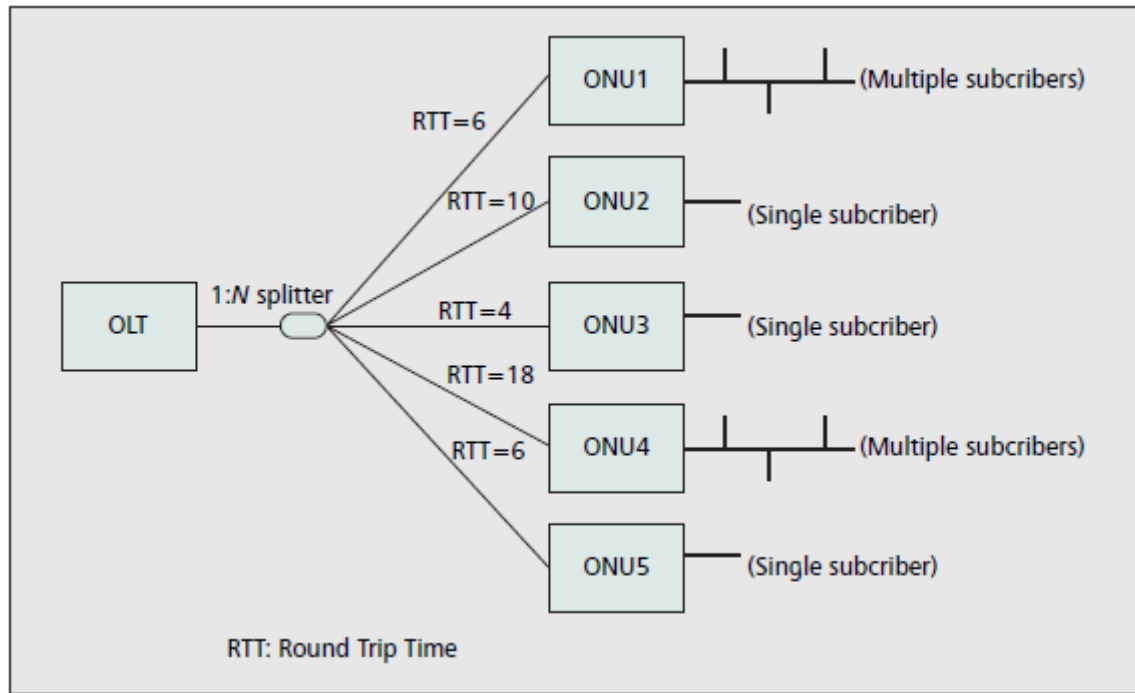 ONU1
(Multiple subcribers)
RTT=6
ONU2
(Single subcriber)
RTT=10
1:N splitter
OLT
RTT=4
ONU3
(Single subcriber)
RTT=18
ONU4
(Multiple subcribers)
RTT=6
ONU5
(Single subcriber)
RTT: Round Trip Time